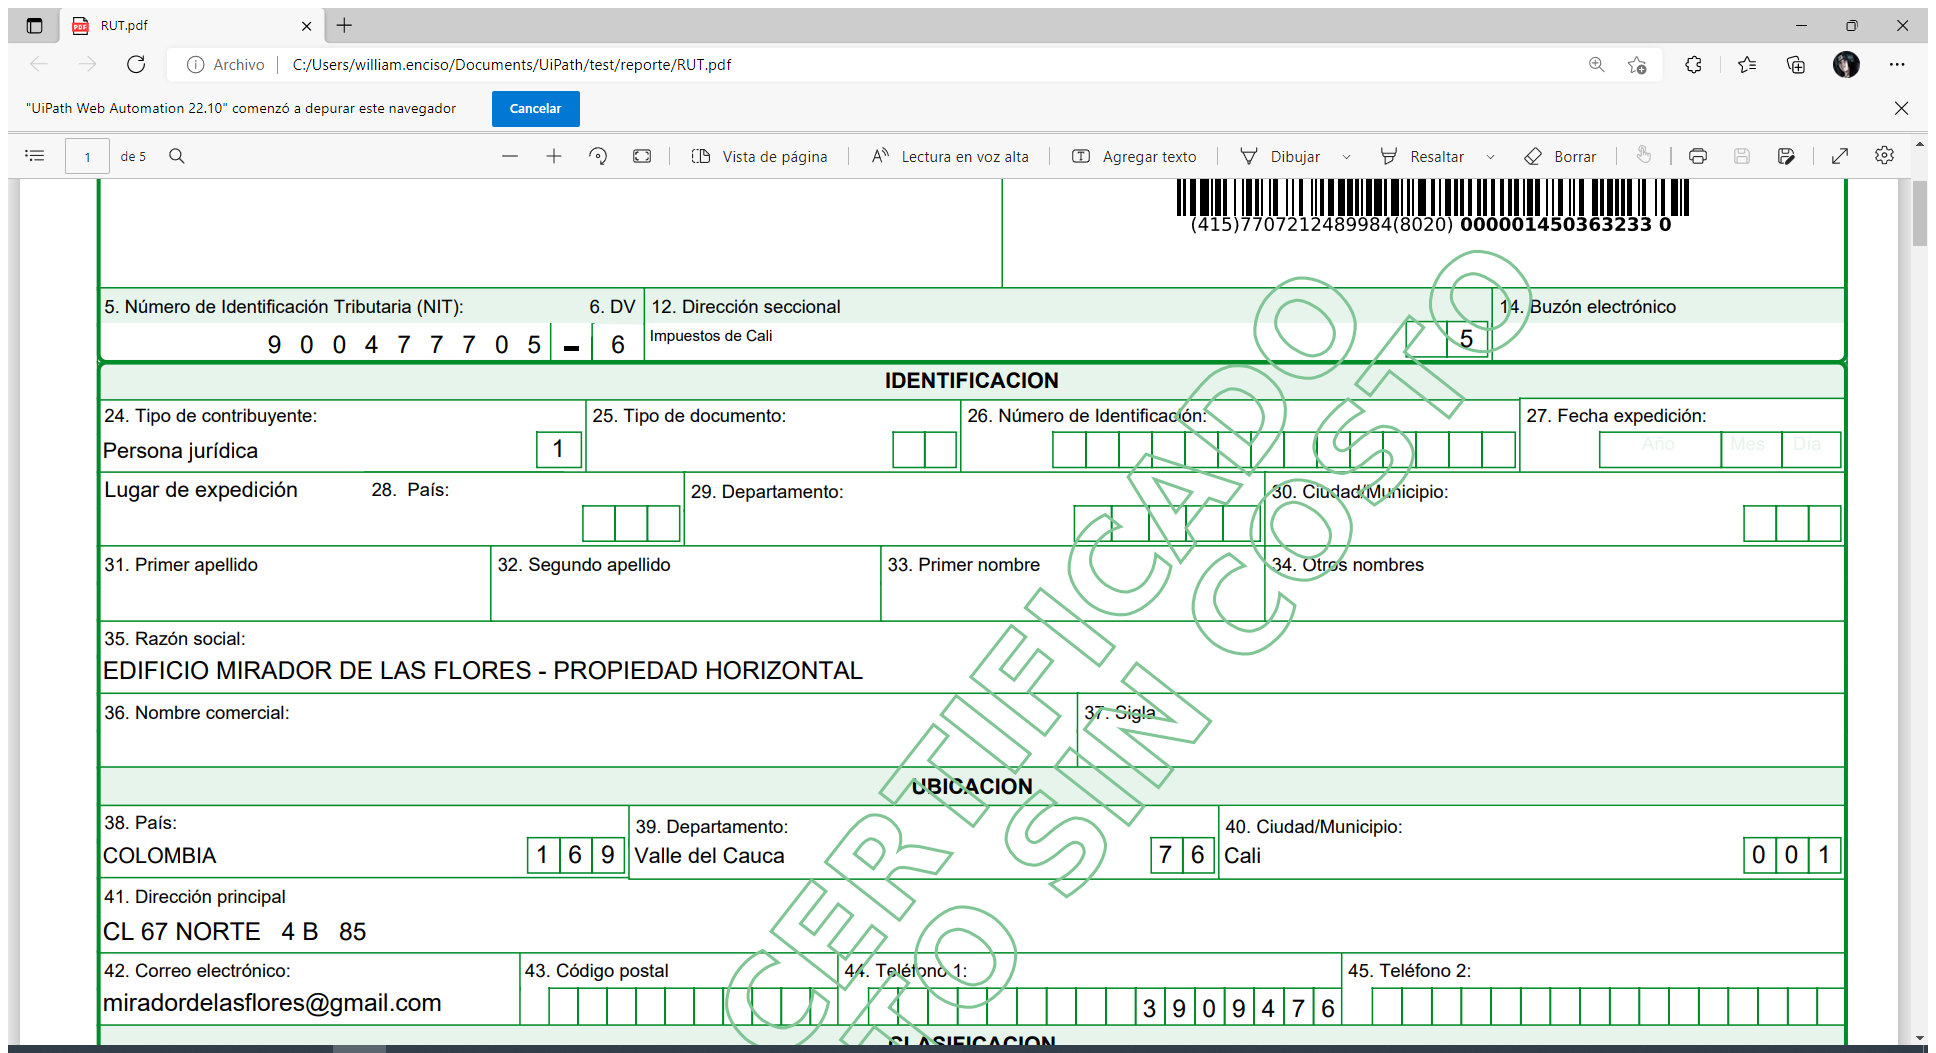 RUT.pdf
Archivo C:/Users/william.enciso/Documents/UiPath/test/reporte/RUT.pdf
"UiPath Web Automation 22.10" comenzó a depurar este navegador Cancelar
1 de 5 Vista de página Lectura en voz alta Agregar texto Dibujar Resaltar Borrar
(415)7707212489984(8020) 000001450363233 0
5. Número de Identificación Tributaria (NIT): 6. DV 12. Dirección seccional 14. Buzón electrónico
9 0 0 4 7 7 7 0 5 - 6 Impuestos de Cali 5
IDENTIFICACION
24. Tipo de contribuyente: 25. Tipo de documento: 26. Número de Identificación: 27. Fecha expedición:
Persona jurídica 1 Año Mes Día
Lugar de expedición 28. País: 29. Departamento: 30. Ciudad/Municipio:
31. Primer apellido 32. Segundo apellido 33. Primer nombre 34. Otros nombres
35. Razón social:
EDIFICIO MIRADOR DE LAS FLORES - PROPIEDAD HORIZONTAL
36. Nombre comercial: 37. Sigla
UBICACION
38. País: 39. Departamento: 40. Ciudad/Municipio:
COLOMBIA 1 6 9 Valle del Cauca 7 6 Cali 0 0 1
41. Dirección principal
CL 67 NORTE 4 B 85
42. Correo electrónico: 43. Código postal 44. Teléfono 1: 45. Teléfono 2:
miradordelasflores@gmail.com 3 9 0 9 4 7 6
CLASIFICACION
CERTIFICADO
TO SIN COSTO